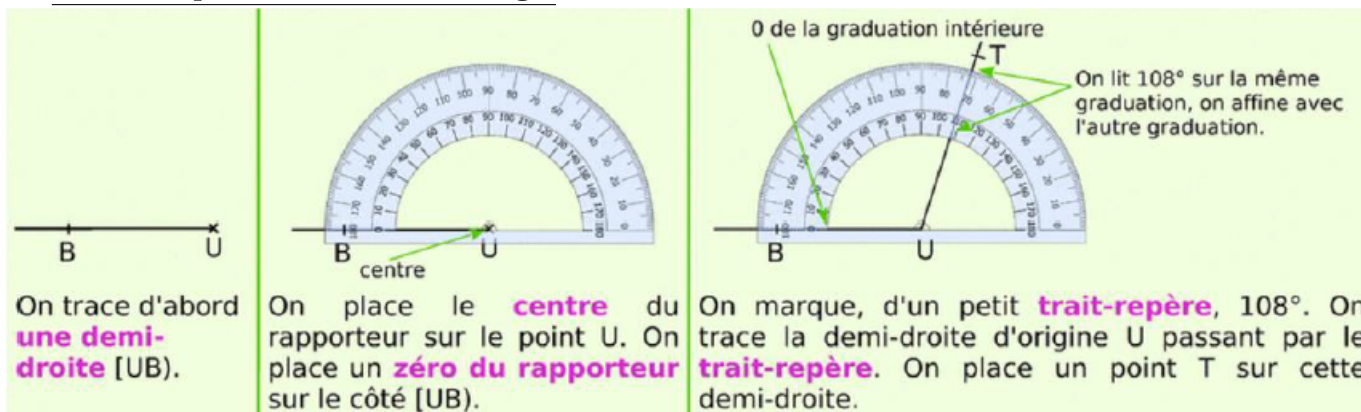 B
U
On trace d'abord
une demi-
droite [UB).
B
U
centre
On place le centre du
rapporteur sur le point U. On
place un zéro du rapporteur
sur le côté [UB).
0 de la graduation intérieure
T
On lit 108° sur la même
graduation, on affine avec
l'autre graduation.
B
U
On marque, d'un petit trait-repère, 108°. On
trace la demi-droite d'origine U passant par le
trait-repère. On place un point T sur cette
demi-droite.